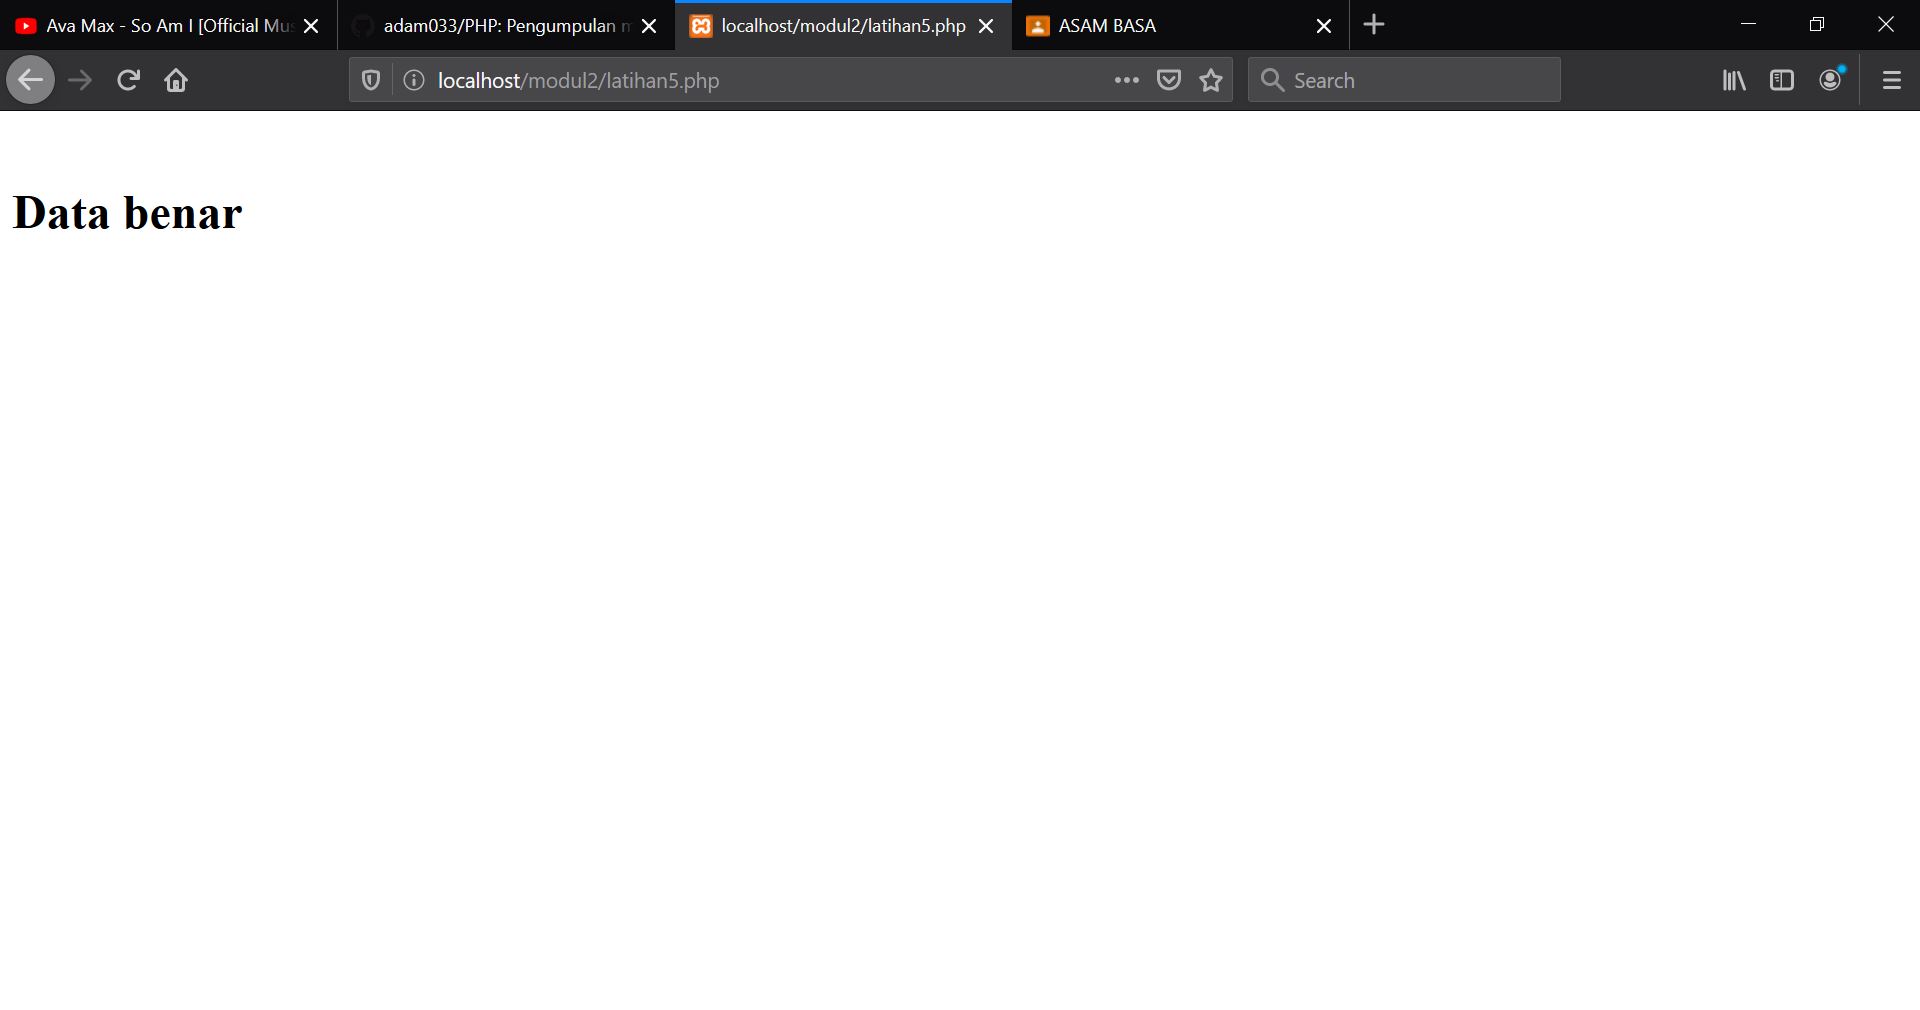 Ava Max - So Am I [Official Mus
adam033/PHP: Pengumpulan m
localhost/modul2/latihan5.php
ASAM BASA
localhost/modul2/latihan5.php
Search
Data benar